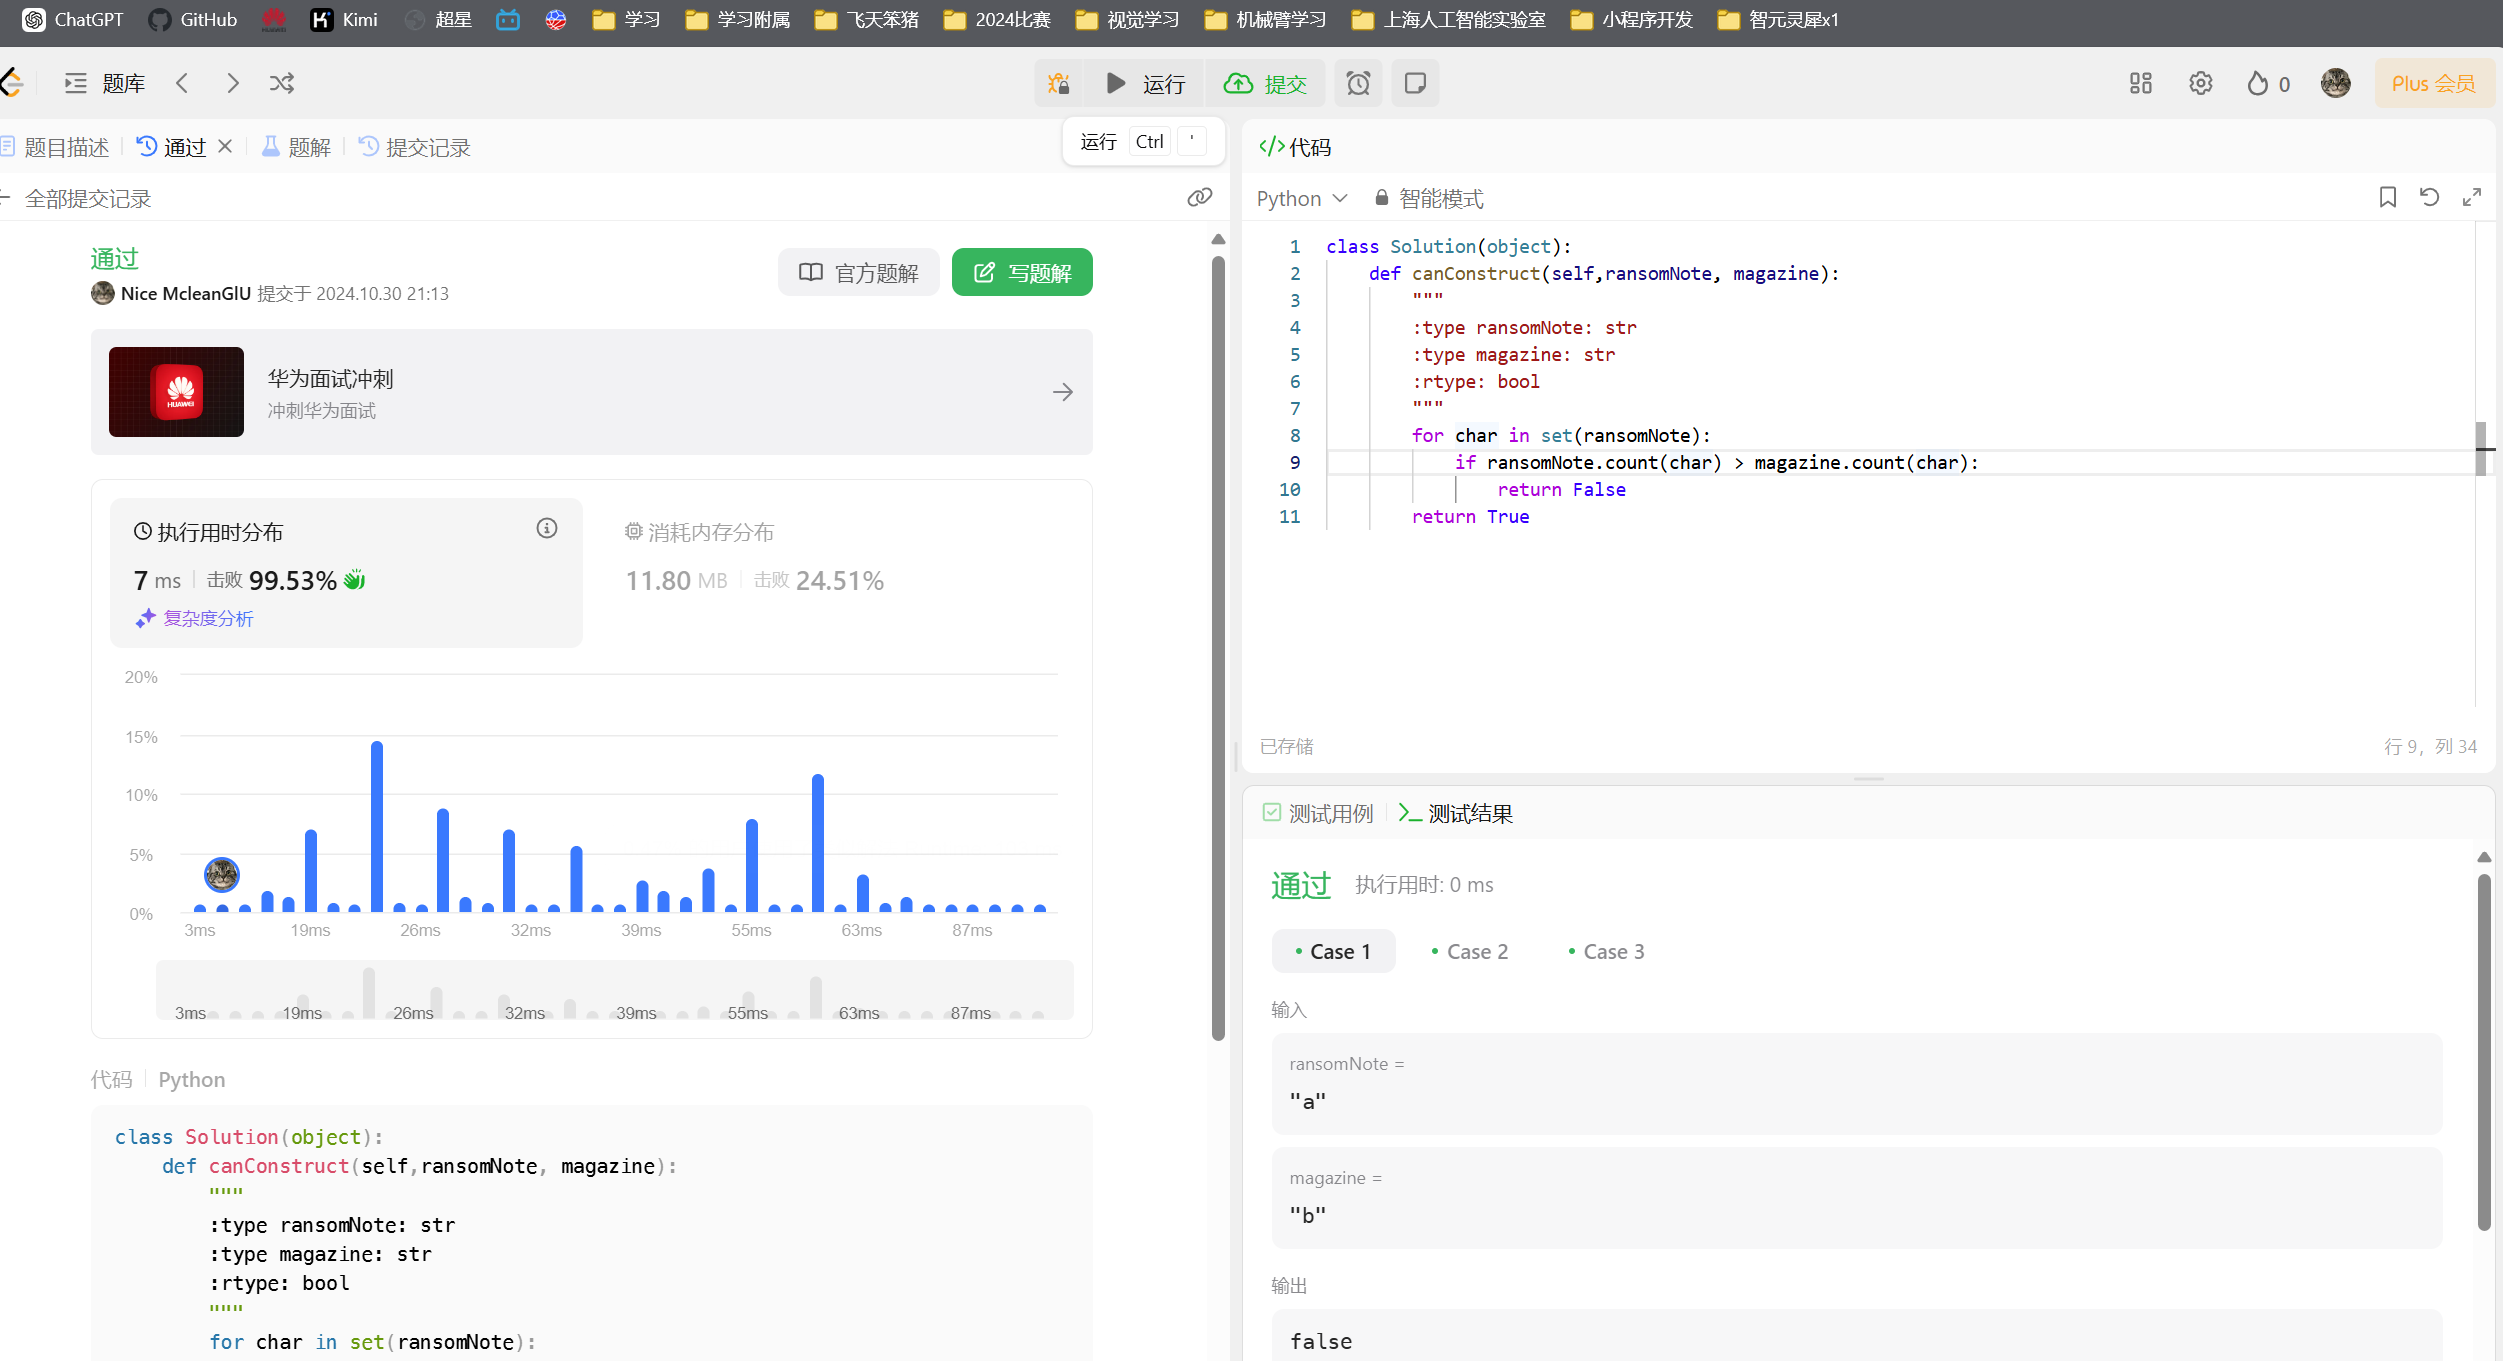 ChatGPT GitHub Kimi 超星 学习 学习附属 飞天笨猪 2024比赛 视觉学习 机械臂学习 上海人工智能实验室 小程序开发 智元灵犀x1
题库 运行 提交 0 Plus 会员
题目描述 通过 题解 提交记录
运行 Ctrl '
全部提交记录
通过
Nice McleanGlU 提交于 2024.10.30 21:13
官方题解 写题解
HUAWEI
华为面试冲刺
冲刺华为面试
执行用时分布
7 ms 击败 99.53%
复杂度分析
消耗内存分布
11.80 MB 击败 24.51%
20%
15%
10%
5%
0%
3ms 19ms 26ms 32ms 39ms 55ms 63ms 87ms
3ms 19ms 26ms 32ms 39ms 55ms 63ms 87ms
代码 Python
class Solution(object):
def canConstruct(self,ransomNote, magazine):
"""
:type ransomNote: str
:type magazine: str
:rtype: bool
"""
for char in set(ransomNote):
代码
Python 智能模式
1 class Solution(object):
2 def canConstruct(self,ransomNote, magazine):
3 """
4 :type ransomNote: str
5 :type magazine: str
6 :rtype: bool
7 """
8 for char in set(ransomNote):
9 if ransomNote.count(char) > magazine.count(char):
10 return False
11 return True
已存储 行 9, 列 34
测试用例 测试结果
通过 执行用时: 0 ms
Case 1 Case 2 Case 3
输入
ransomNote =
"a"
magazine =
"b"
输出
false